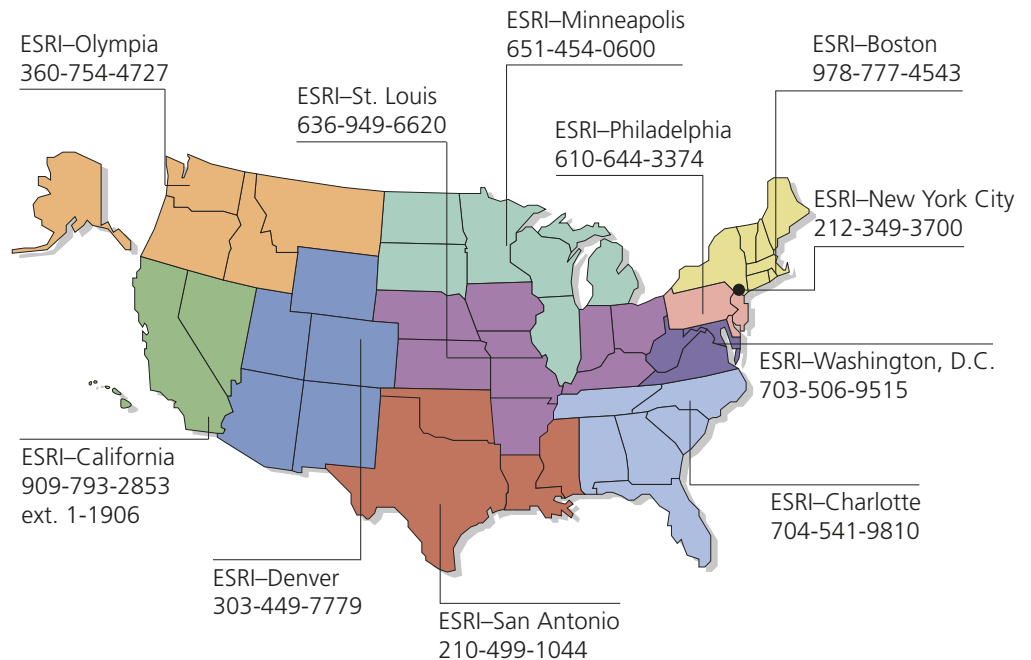 ESRI–Olympia
360-754-4727
ESRI–Minneapolis
651-454-0600
ESRI–Boston
978-777-4543
ESRI–St. Louis
636-949-6620
ESRI–Philadelphia
610-644-3374
ESRI–New York City
212-349-3700
ESRI–Washington, D.C.
703-506-9515
ESRI–California
909-793-2853
ext. 1-1906
ESRI–Charlotte
704-541-9810
ESRI–Denver
303-449-7779
ESRI–San Antonio
210-499-1044